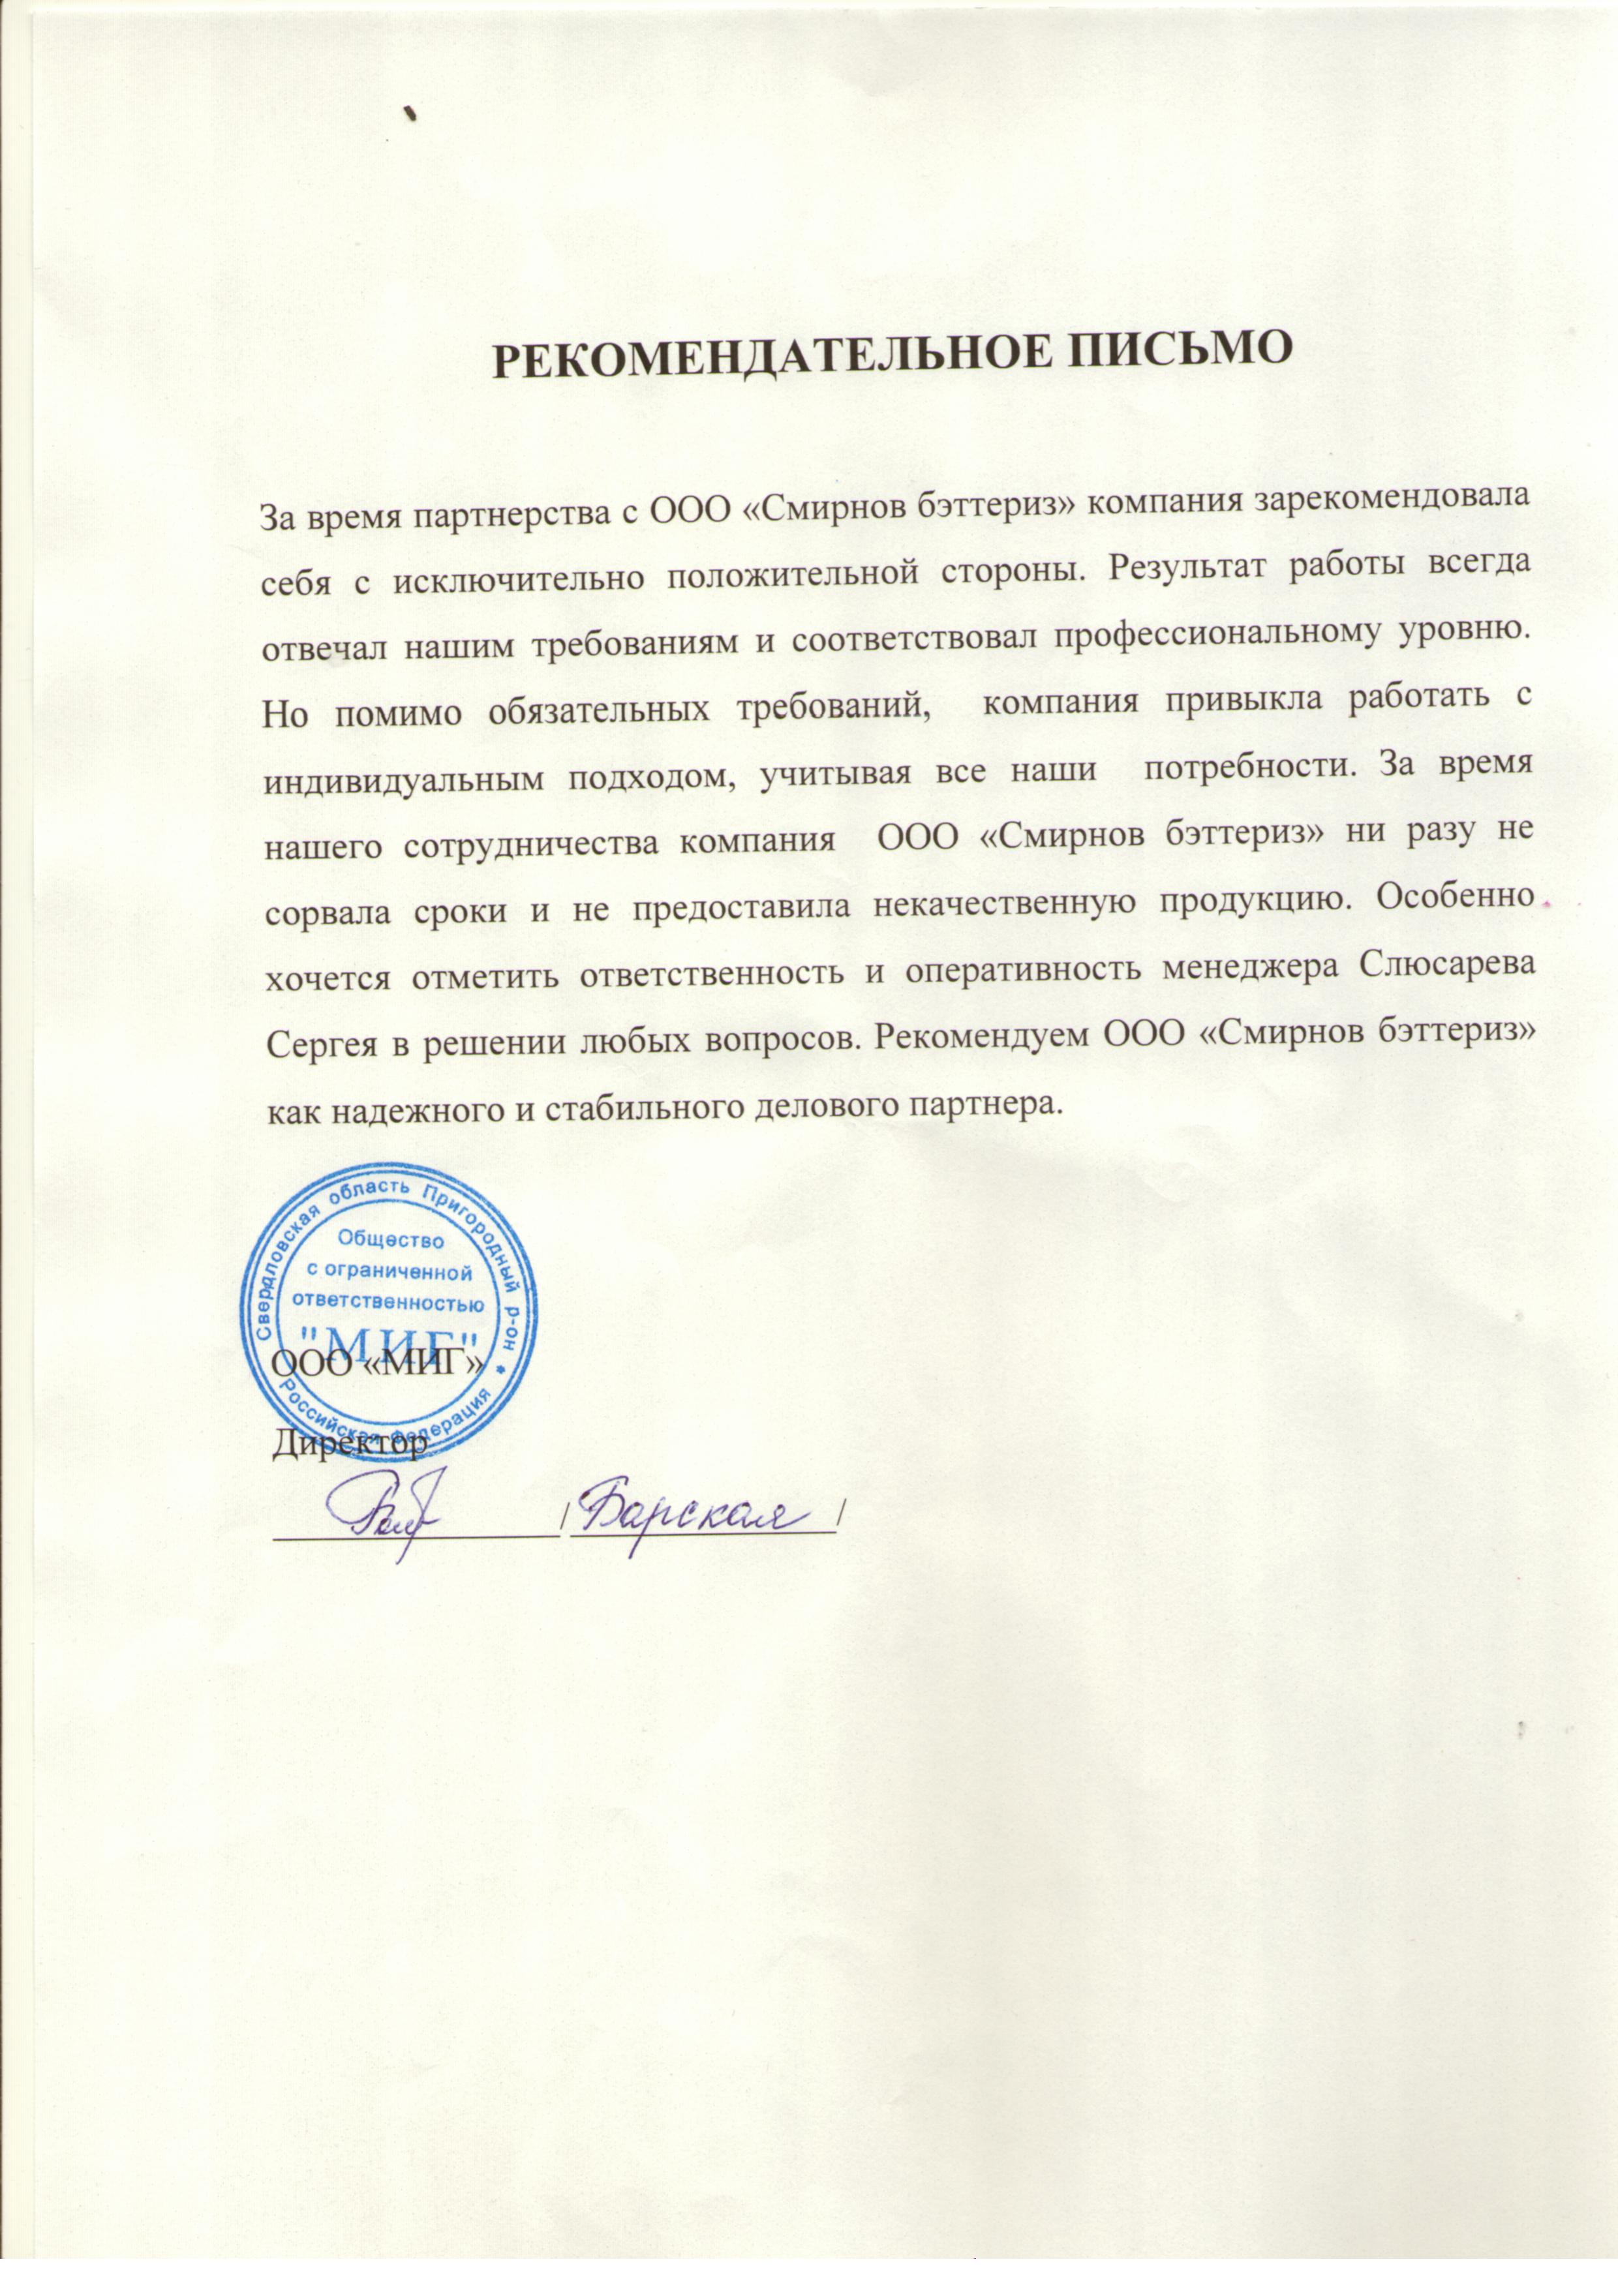 РЕКОМЕНДАТЕЛЬНОЕ ПИСЬМО
За время партнерства с ООО «Смирнов бэттериз» компания зарекомендовала
себя с исключительно положительной стороны. Результат работы всегда
отвечал нашим требованиям и соответствовал профессиональному уровню.
Но помимо обязательных требований, компания привыкла работать с
индивидуальным подходом, учитывая все наши потребности. За время
нашего сотрудничества компания ООО «Смирнов бэттериз» ни разу не
сорвала сроки и не предоставила некачественную продукцию. Особенно
хочется отметить ответственность и оперативность менеджера Слюсарева
Сергея в решении любых вопросов. Рекомендуем ООО «Смирнов бэттериз»
как надежного и стабильного делового партнера.
Свердловская область Пригородный р-он *
Российская Федерация
Общество
с ограниченной
ответственностью
"МИГ"
ООО «МИГ»
Директор
/ Барская /